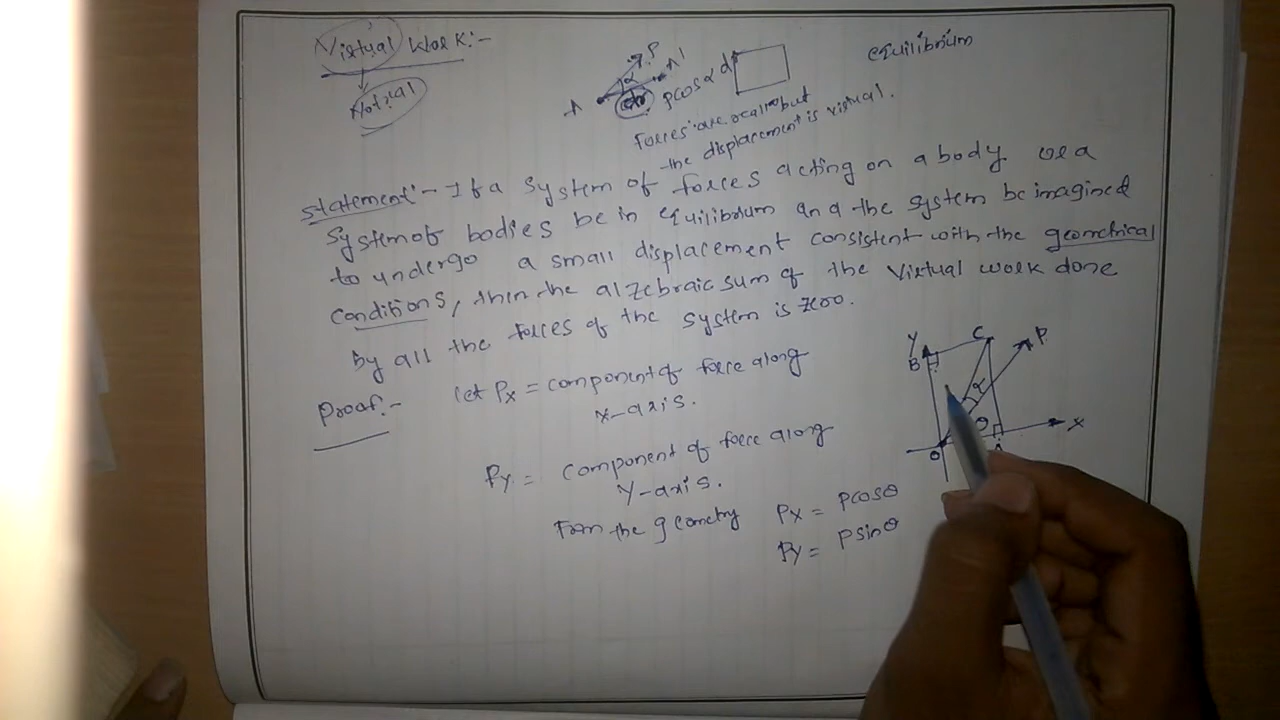 Virtual Work:-
equilibrium
P
A'
α
A
Pcosα d
Forces are real but
the displacement is virtual.
Statement:- If a system of forces acting on a body or a
System of bodies be in equilibrium and the system be imagined
to undergo a small displacement consistent with the geometrical
conditions, then the algebraic sum of the virtual work done
By all the forces of the system is zero.
Proof:- Let Px = component of force along
X-axis.
Py = component of force along
Y-axis.
From the geometry Px = Pcosθ
Py = Psinθ
Y
C
P
B
α
θ
X
O
A